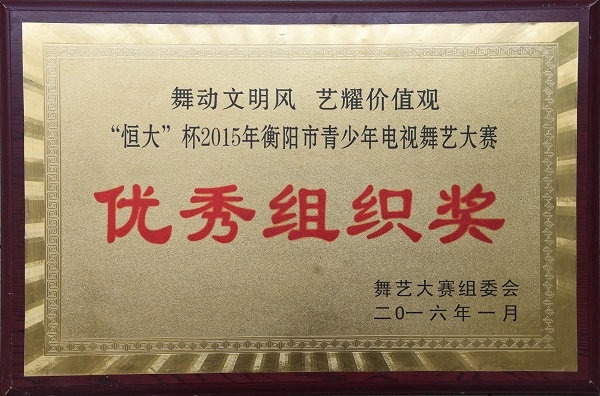 舞动文明风 艺耀价值观
“恒大”杯2015年衡阳市青少年电视舞艺大赛
优秀组织奖
舞艺大赛组委会
二0一六年一月